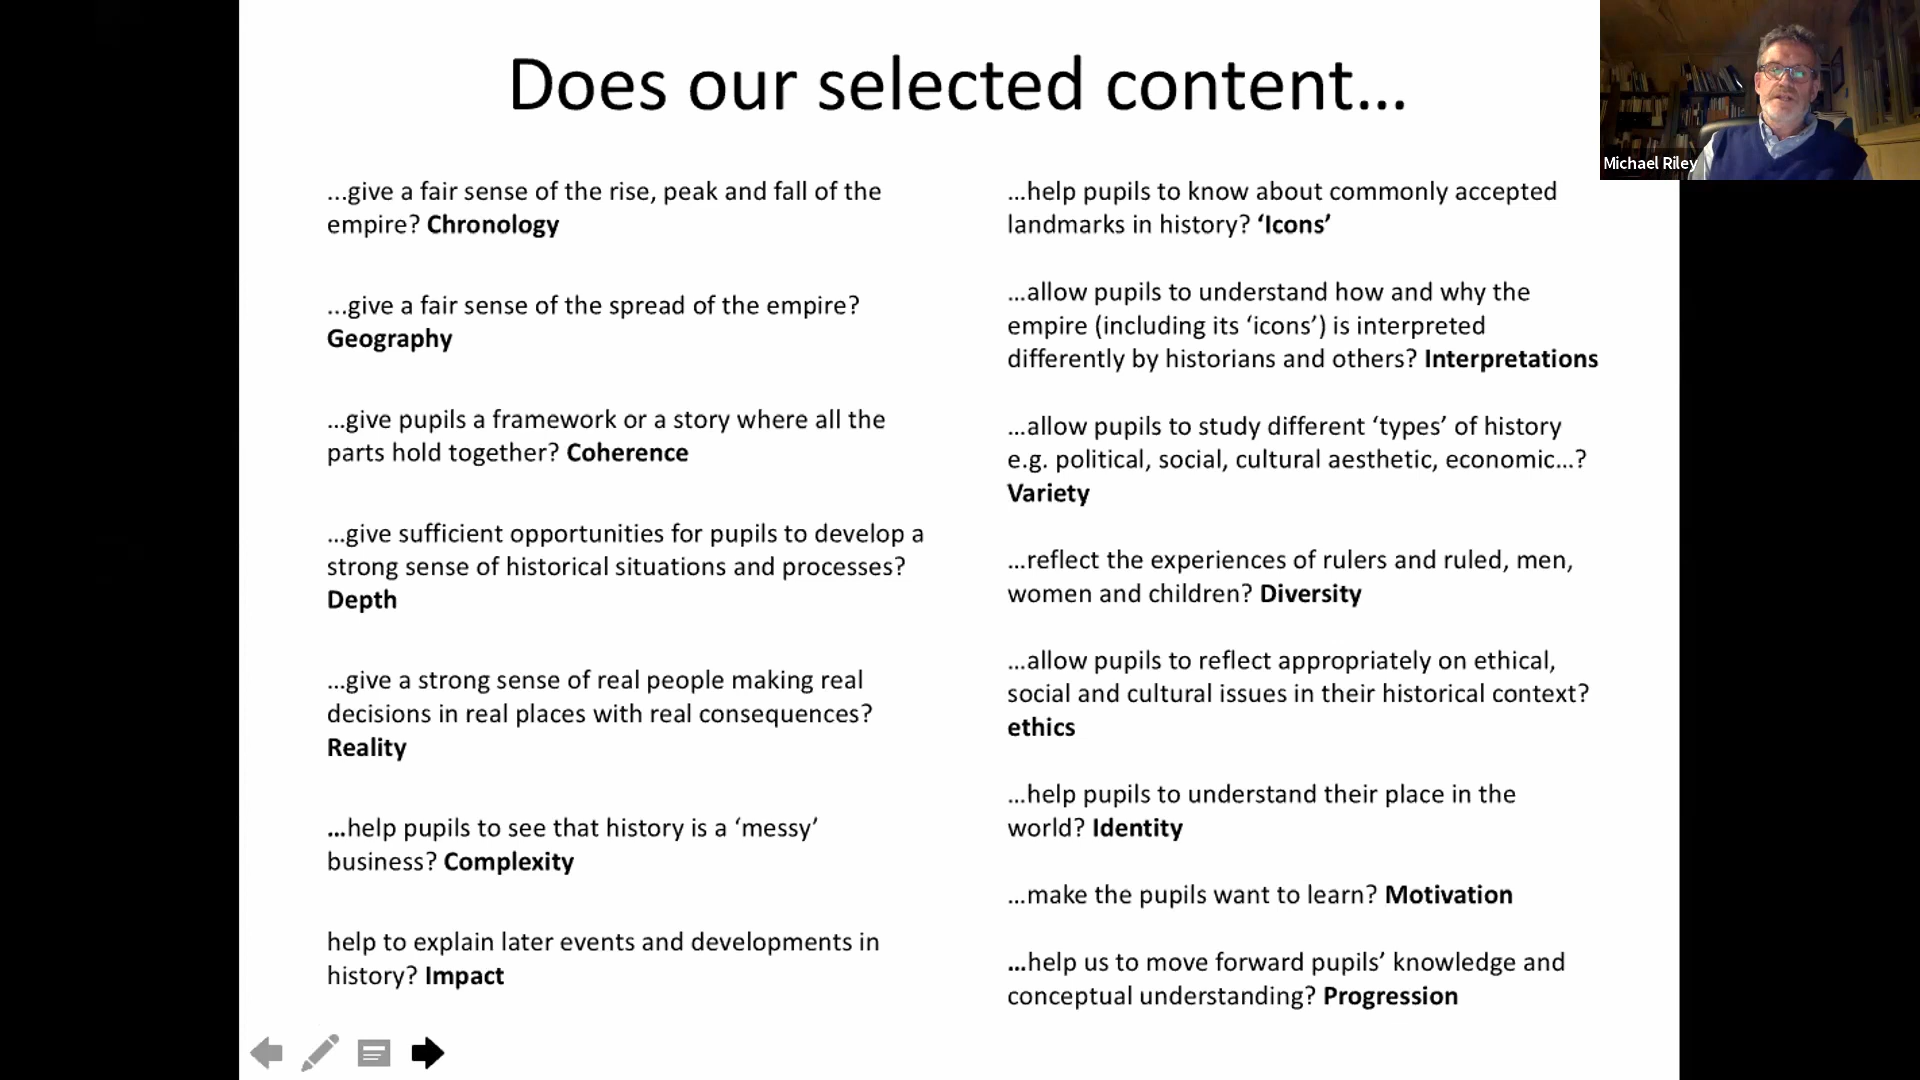 Does our selected content...
...give a fair sense of the rise, peak and fall of the
empire? Chronology
...give a fair sense of the spread of the empire?
Geography
...give pupils a framework or a story where all the
parts hold together? Coherence
...give sufficient opportunities for pupils to develop a
strong sense of historical situations and processes?
Depth
...give a strong sense of real people making real
decisions in real places with real consequences?
Reality
...help pupils to see that history is a ‘messy’
business? Complexity
help to explain later events and developments in
history? Impact
...help pupils to know about commonly accepted
landmarks in history? ‘Icons’
...allow pupils to understand how and why the
empire (including its ‘icons’) is interpreted
differently by historians and others? Interpretations
...allow pupils to study different ‘types’ of history
e.g. political, social, cultural aesthetic, economic...?
Variety
...reflect the experiences of rulers and ruled, men,
women and children? Diversity
...allow pupils to reflect appropriately on ethical,
social and cultural issues in their historical context?
ethics
...help pupils to understand their place in the
world? Identity
...make the pupils want to learn? Motivation
...help us to move forward pupils’ knowledge and
conceptual understanding? Progression
Michael Riley